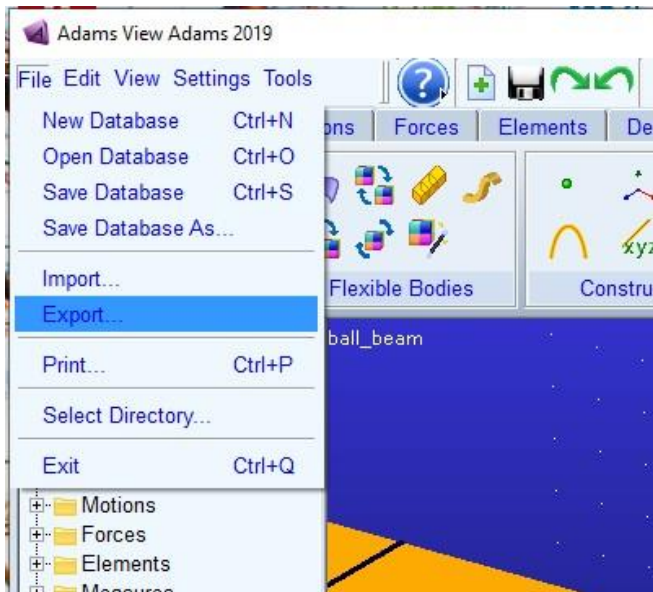 Adams View Adams 2019
File Edit View Settings Tools
New Database Ctrl+N
Open Database Ctrl+O
Save Database Ctrl+S
Save Database As...
Import...
Export...
Print... Ctrl+P
Select Directory...
Exit Ctrl+Q
ons Forces Elements De
Flexible Bodies Constru
xyz
ball_beam
Motions
Forces
Elements
Measures